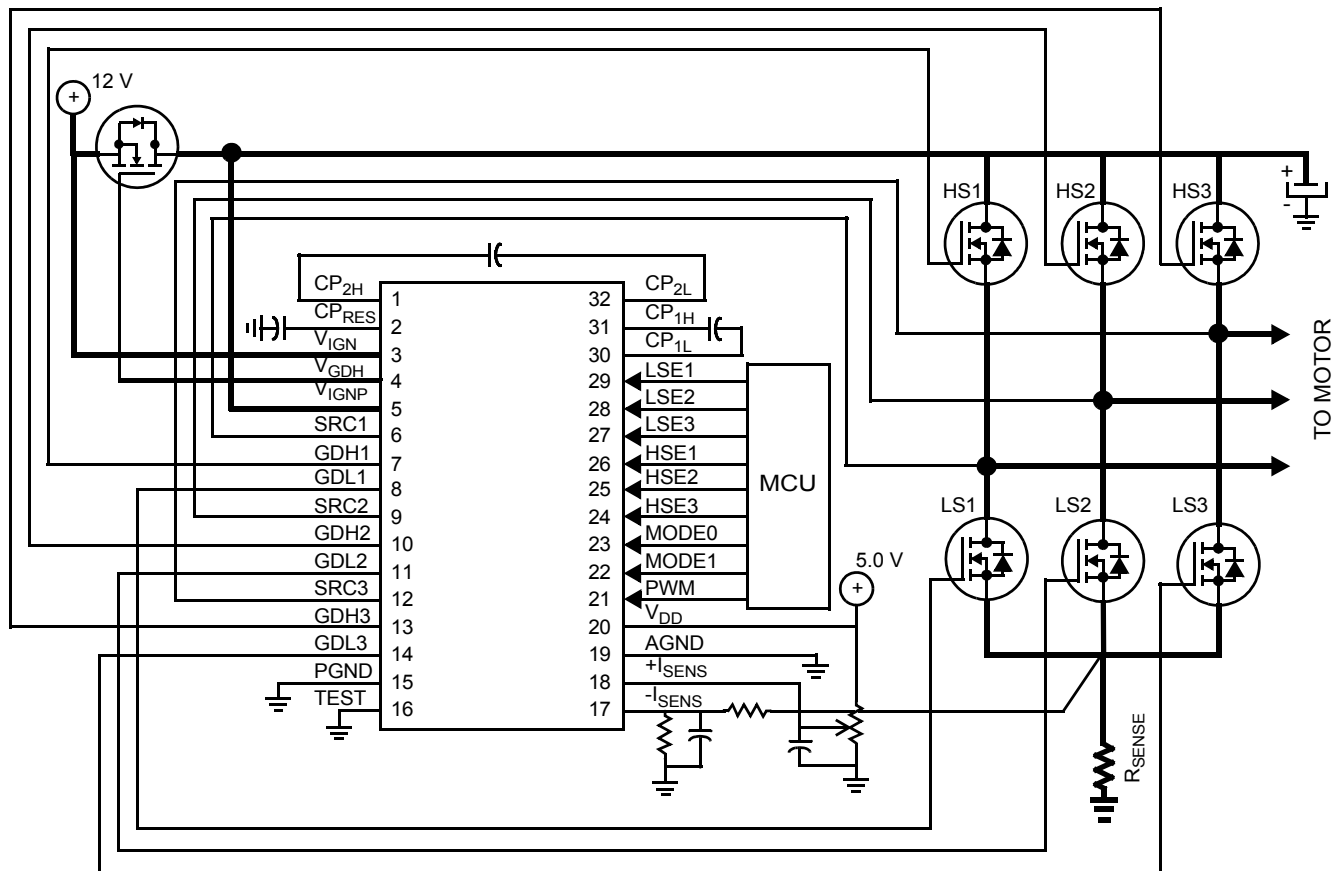 12 V
+
HS1 HS2 HS3
+
-
CP2H 1 32 CP2L
CPRES 2 31 CP1H
VIGN 3 30 CP1L
VGDH 4 29 LSE1
VIGNP 5 28 LSE2
SRC1 6 27 LSE3
GDH1 7 26 HSE1
GDL1 8 25 HSE2
SRC2 9 24 HSE3
GDH2 10 23 MODE0
GDL2 11 22 MODE1
SRC3 12 21 PWM
GDH3 13 20 VDD
GDL3 14 19 AGND
PGND 15 18 +ISENS
TEST 16 17 -ISENS
MCU
5.0 V
+
TO MOTOR
LS1 LS2 LS3
RSENSE